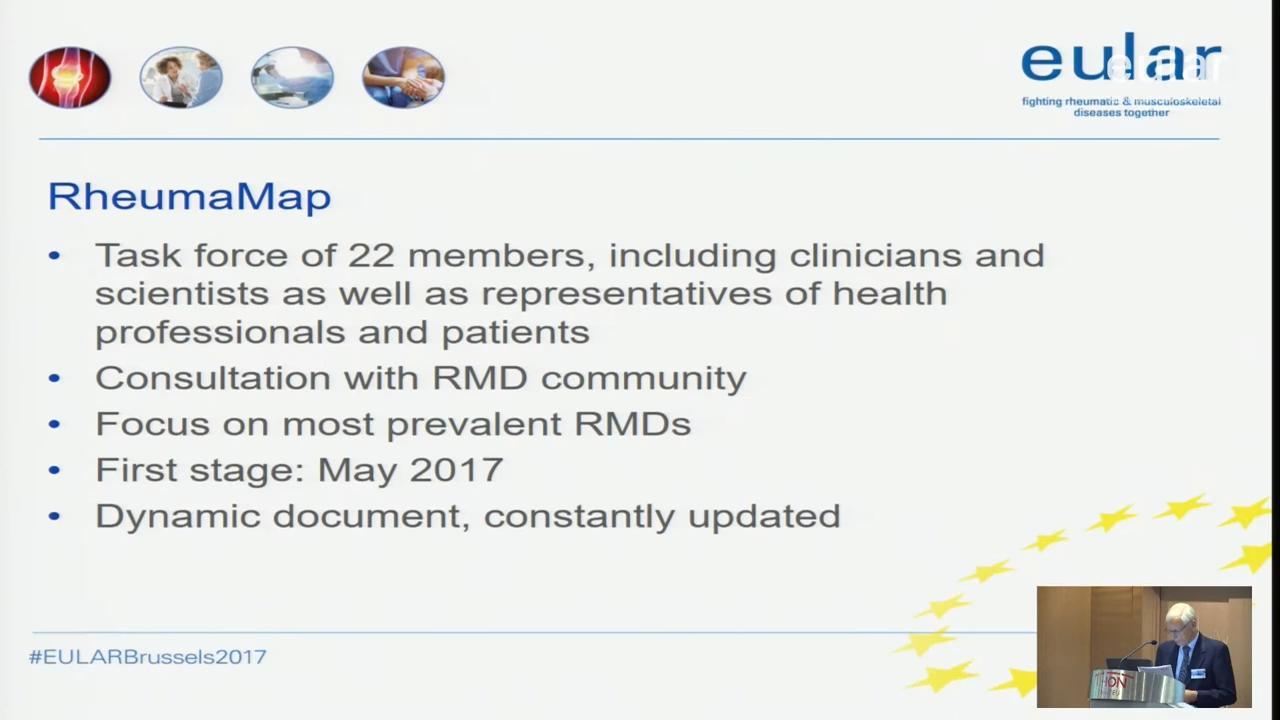 eular
eular
fighting rheumatic & musculoskeletal
diseases together
RheumaMap
• Task force of 22 members, including clinicians and
scientists as well as representatives of health
professionals and patients
• Consultation with RMD community
• Focus on most prevalent RMDs
• First stage: May 2017
• Dynamic document, constantly updated
#EULARBrussels2017